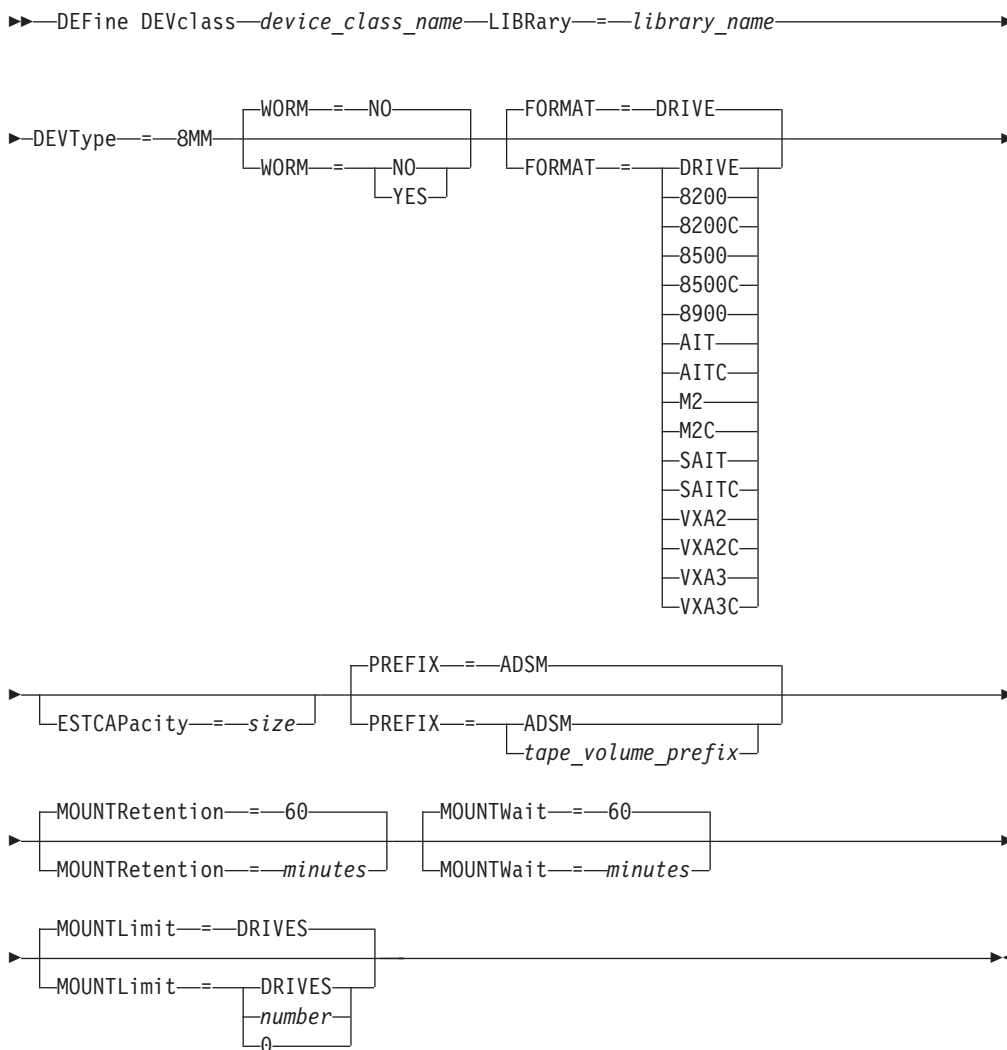 DEFine DEVclass device_class_name LIBRary = library_name
WORM = NO FORMAT = DRIVE
DEVType = 8MM
WORM = NO FORMAT = DRIVE
YES 8200
8200C
8500
8500C
8900
AIT
AITC
M2
M2C
SAIT
SAITC
VXA2
VXA2C
VXA3
VXA3C
PREFIX = ADSM
ESTCAPacity = size PREFIX = ADSM
tape_volume_prefix
MOUNTRetention = 60 MOUNTWait = 60
MOUNTRetention = minutes MOUNTWait = minutes
MOUNTLimit = DRIVES
MOUNTLimit = DRIVES
number
0